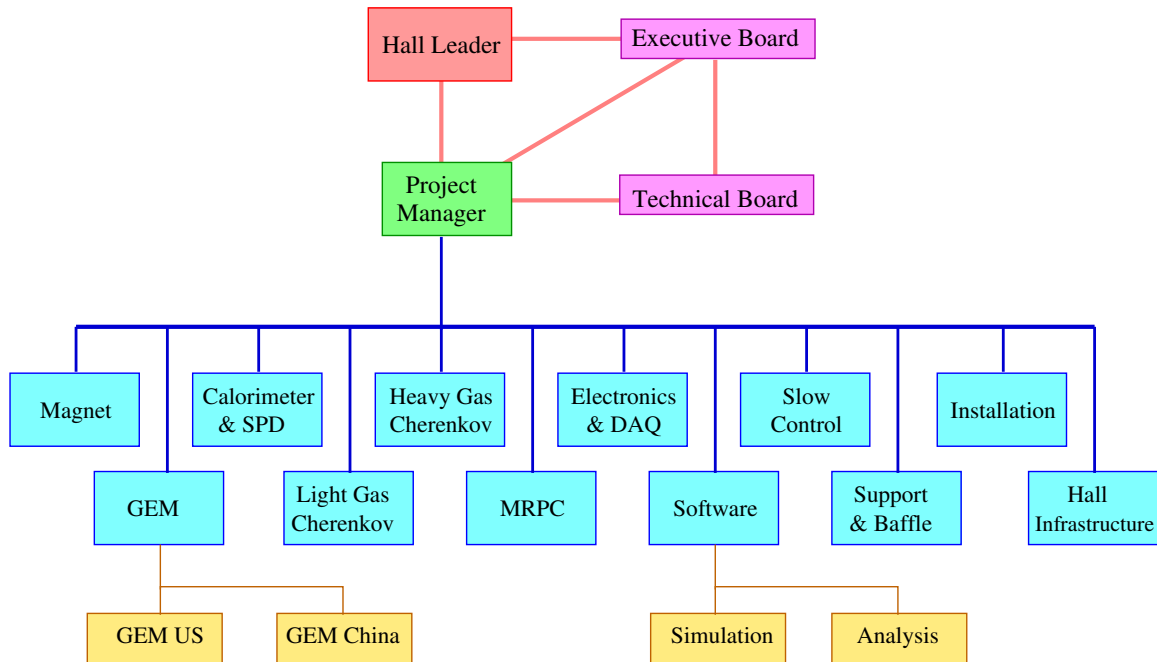 Hall Leader
Executive Board
Project
Manager
Technical Board
Magnet
Calorimeter
& SPD
Heavy Gas
Cherenkov
Electronics
& DAQ
Slow
Control
Installation
GEM
Light Gas
Cherenkov
MRPC
Software
Support
& Baffle
Hall
Infrastructure
GEM US
GEM China
Simulation
Analysis